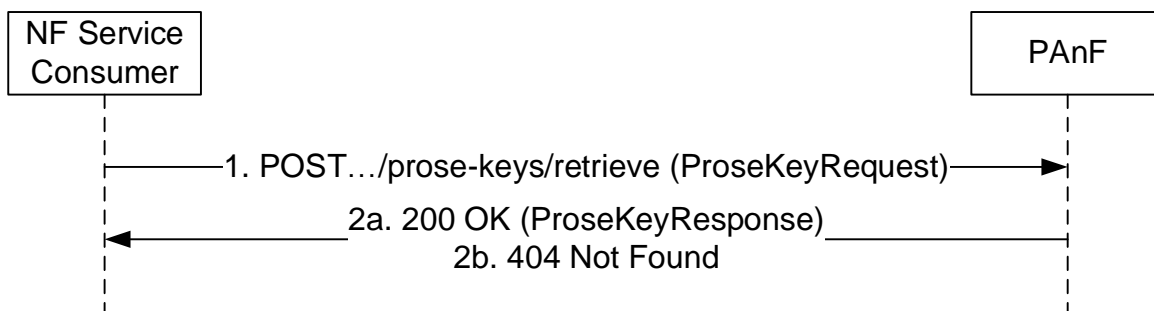 NF Service
Consumer
PAnF
1. POST…/prose-keys/retrieve (ProseKeyRequest)
2a. 200 OK (ProseKeyResponse)
2b. 404 Not Found